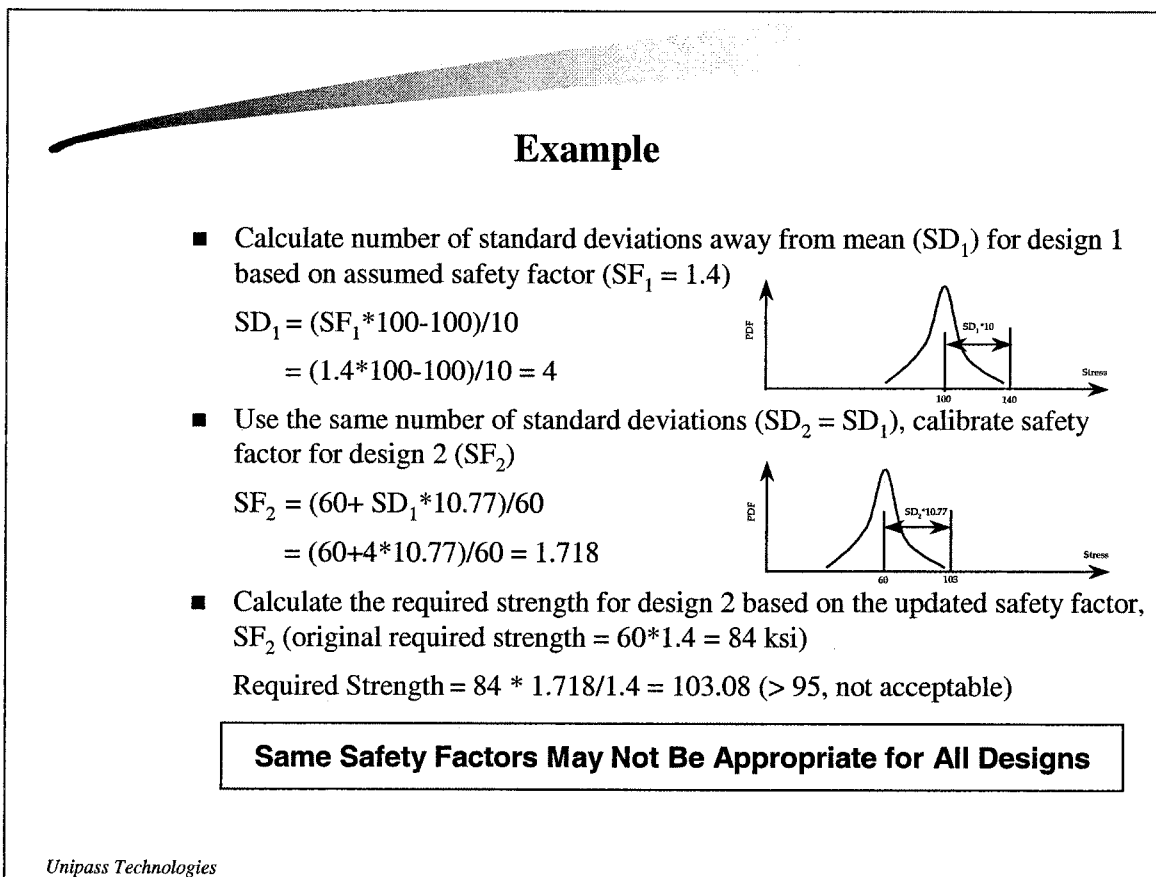 Example
■ Calculate number of standard deviations away from mean (SD₁) for design 1
based on assumed safety factor (SF₁ = 1.4)
SD₁ = (SF₁*100-100)/10
= (1.4*100-100)/10 = 4
PDF
SD₁*10
Stress
100 140
■ Use the same number of standard deviations (SD₂ = SD₁), calibrate safety
factor for design 2 (SF₂)
SF₂ = (60+ SD₁*10.77)/60
= (60+4*10.77)/60 = 1.718
PDF
SD₂*10.77
Stress
60 103
■ Calculate the required strength for design 2 based on the updated safety factor,
SF₂ (original required strength = 60*1.4 = 84 ksi)
Required Strength = 84 * 1.718/1.4 = 103.08 (> 95, not acceptable)
Same Safety Factors May Not Be Appropriate for All Designs
Unipass Technologies